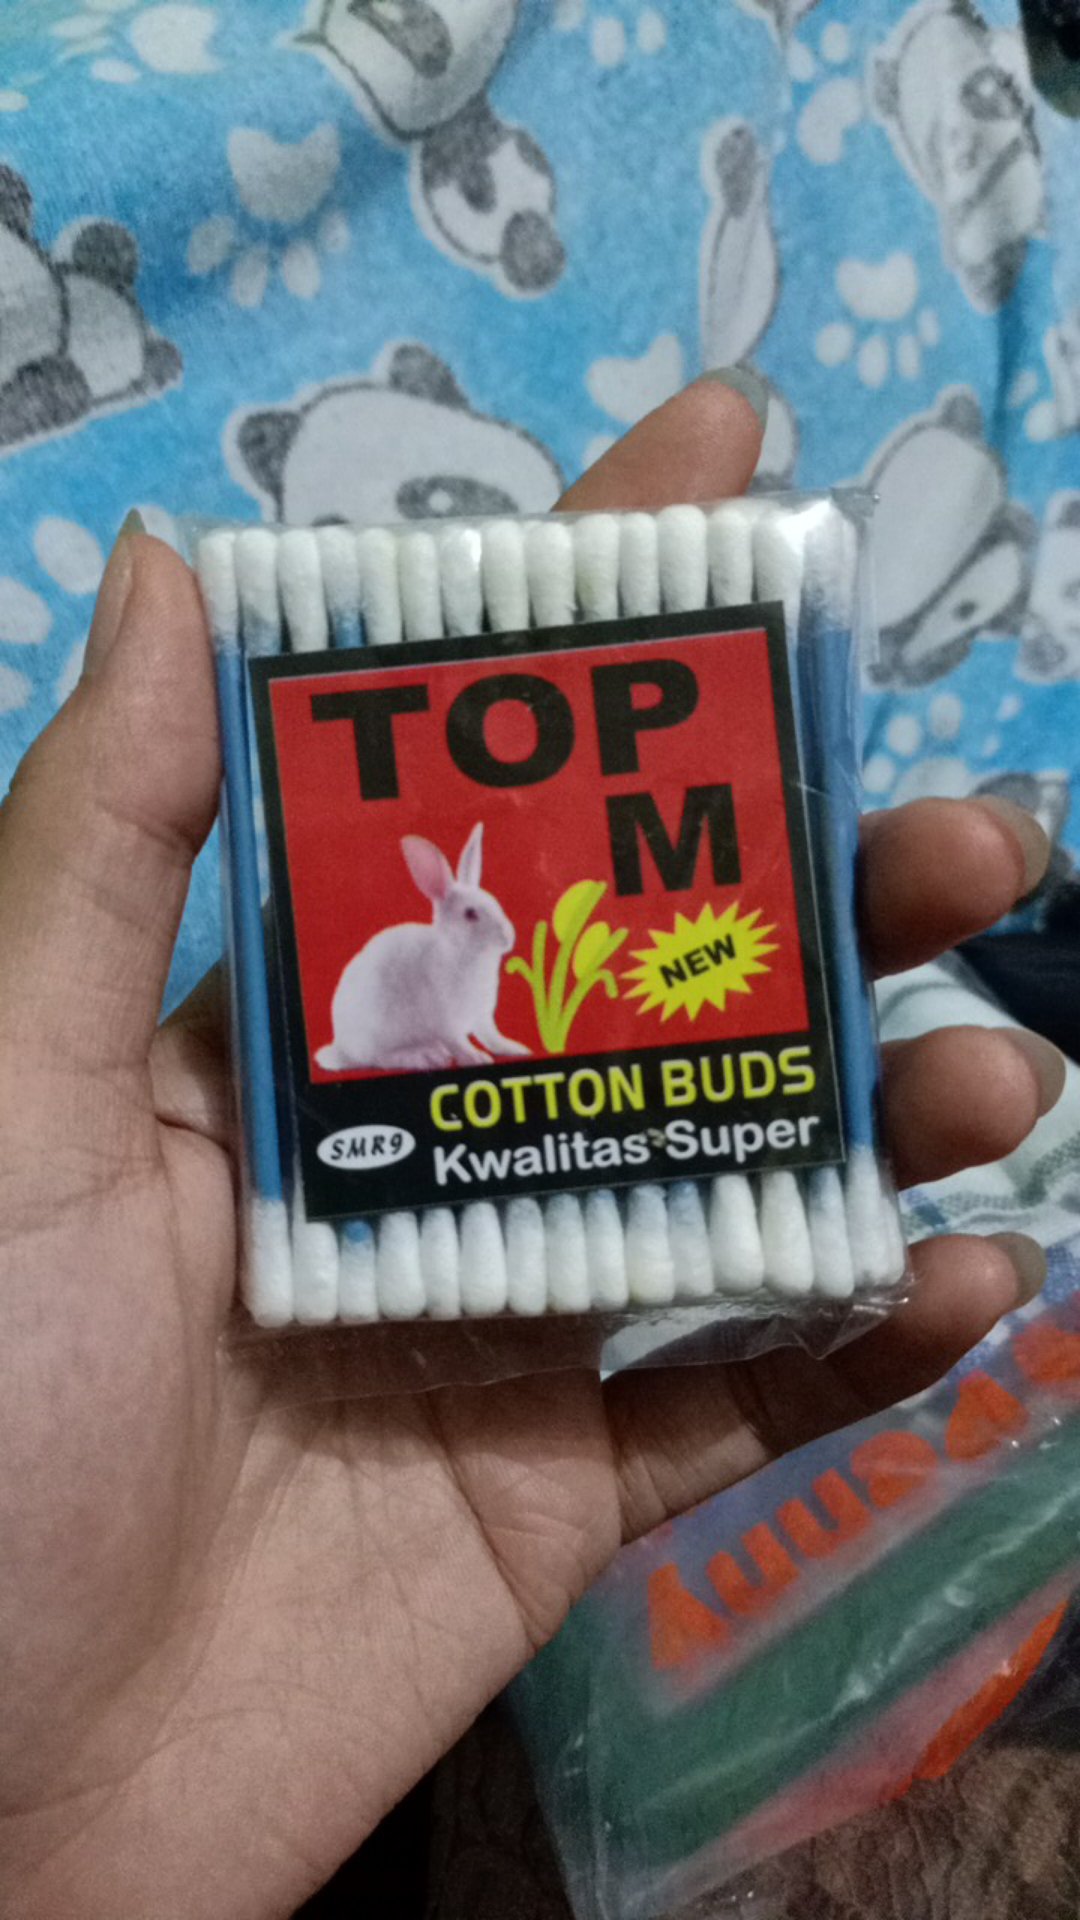 TOP
M
NEW
COTTON BUDS
SMR9
Kwalitas Super